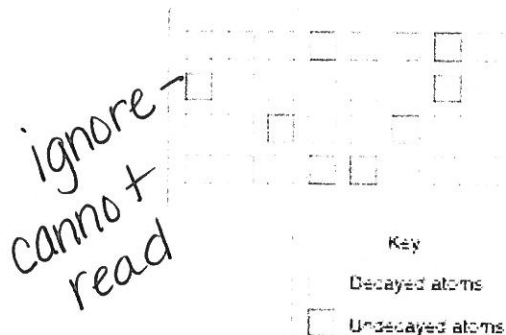 ignore
cannot
read
Key
Decayed atoms
Undecayed atoms